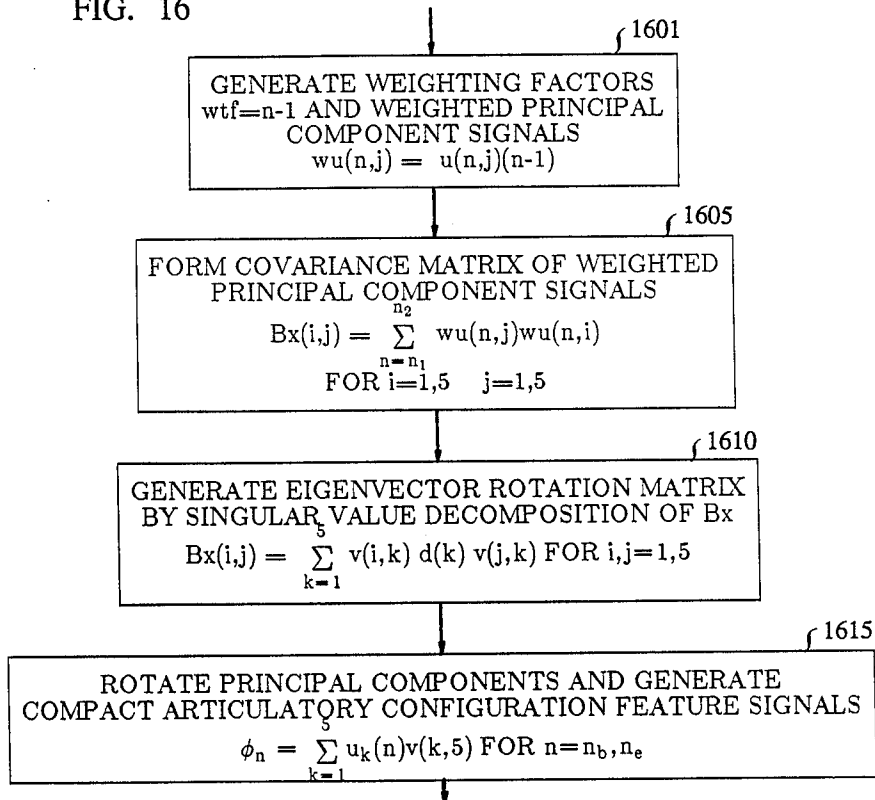 FIG. 16
1601
GENERATE WEIGHTING FACTORS
wtf=n-1 AND WEIGHTED PRINCIPAL
COMPONENT SIGNALS
wu(n,j) = u(n,j)(n-1)
1605
FORM COVARIANCE MATRIX OF WEIGHTED
PRINCIPAL COMPONENT SIGNALS
n₂
Bx(i,j) = ∑ wu(n,j)wu(n,i)
n=n₁
FOR i=1,5 j=1,5
1610
GENERATE EIGENVECTOR ROTATION MATRIX
BY SINGULAR VALUE DECOMPOSITION OF Bx
5
Bx(i,j) = ∑ v(i,k) d(k) v(j,k) FOR i,j=1,5
k=1
1615
ROTATE PRINCIPAL COMPONENTS AND GENERATE
COMPACT ARTICULATORY CONFIGURATION FEATURE SIGNALS
5
ϕₙ = ∑ uₖ(n)v(k,5) FOR n=n_b,n_e
k=1